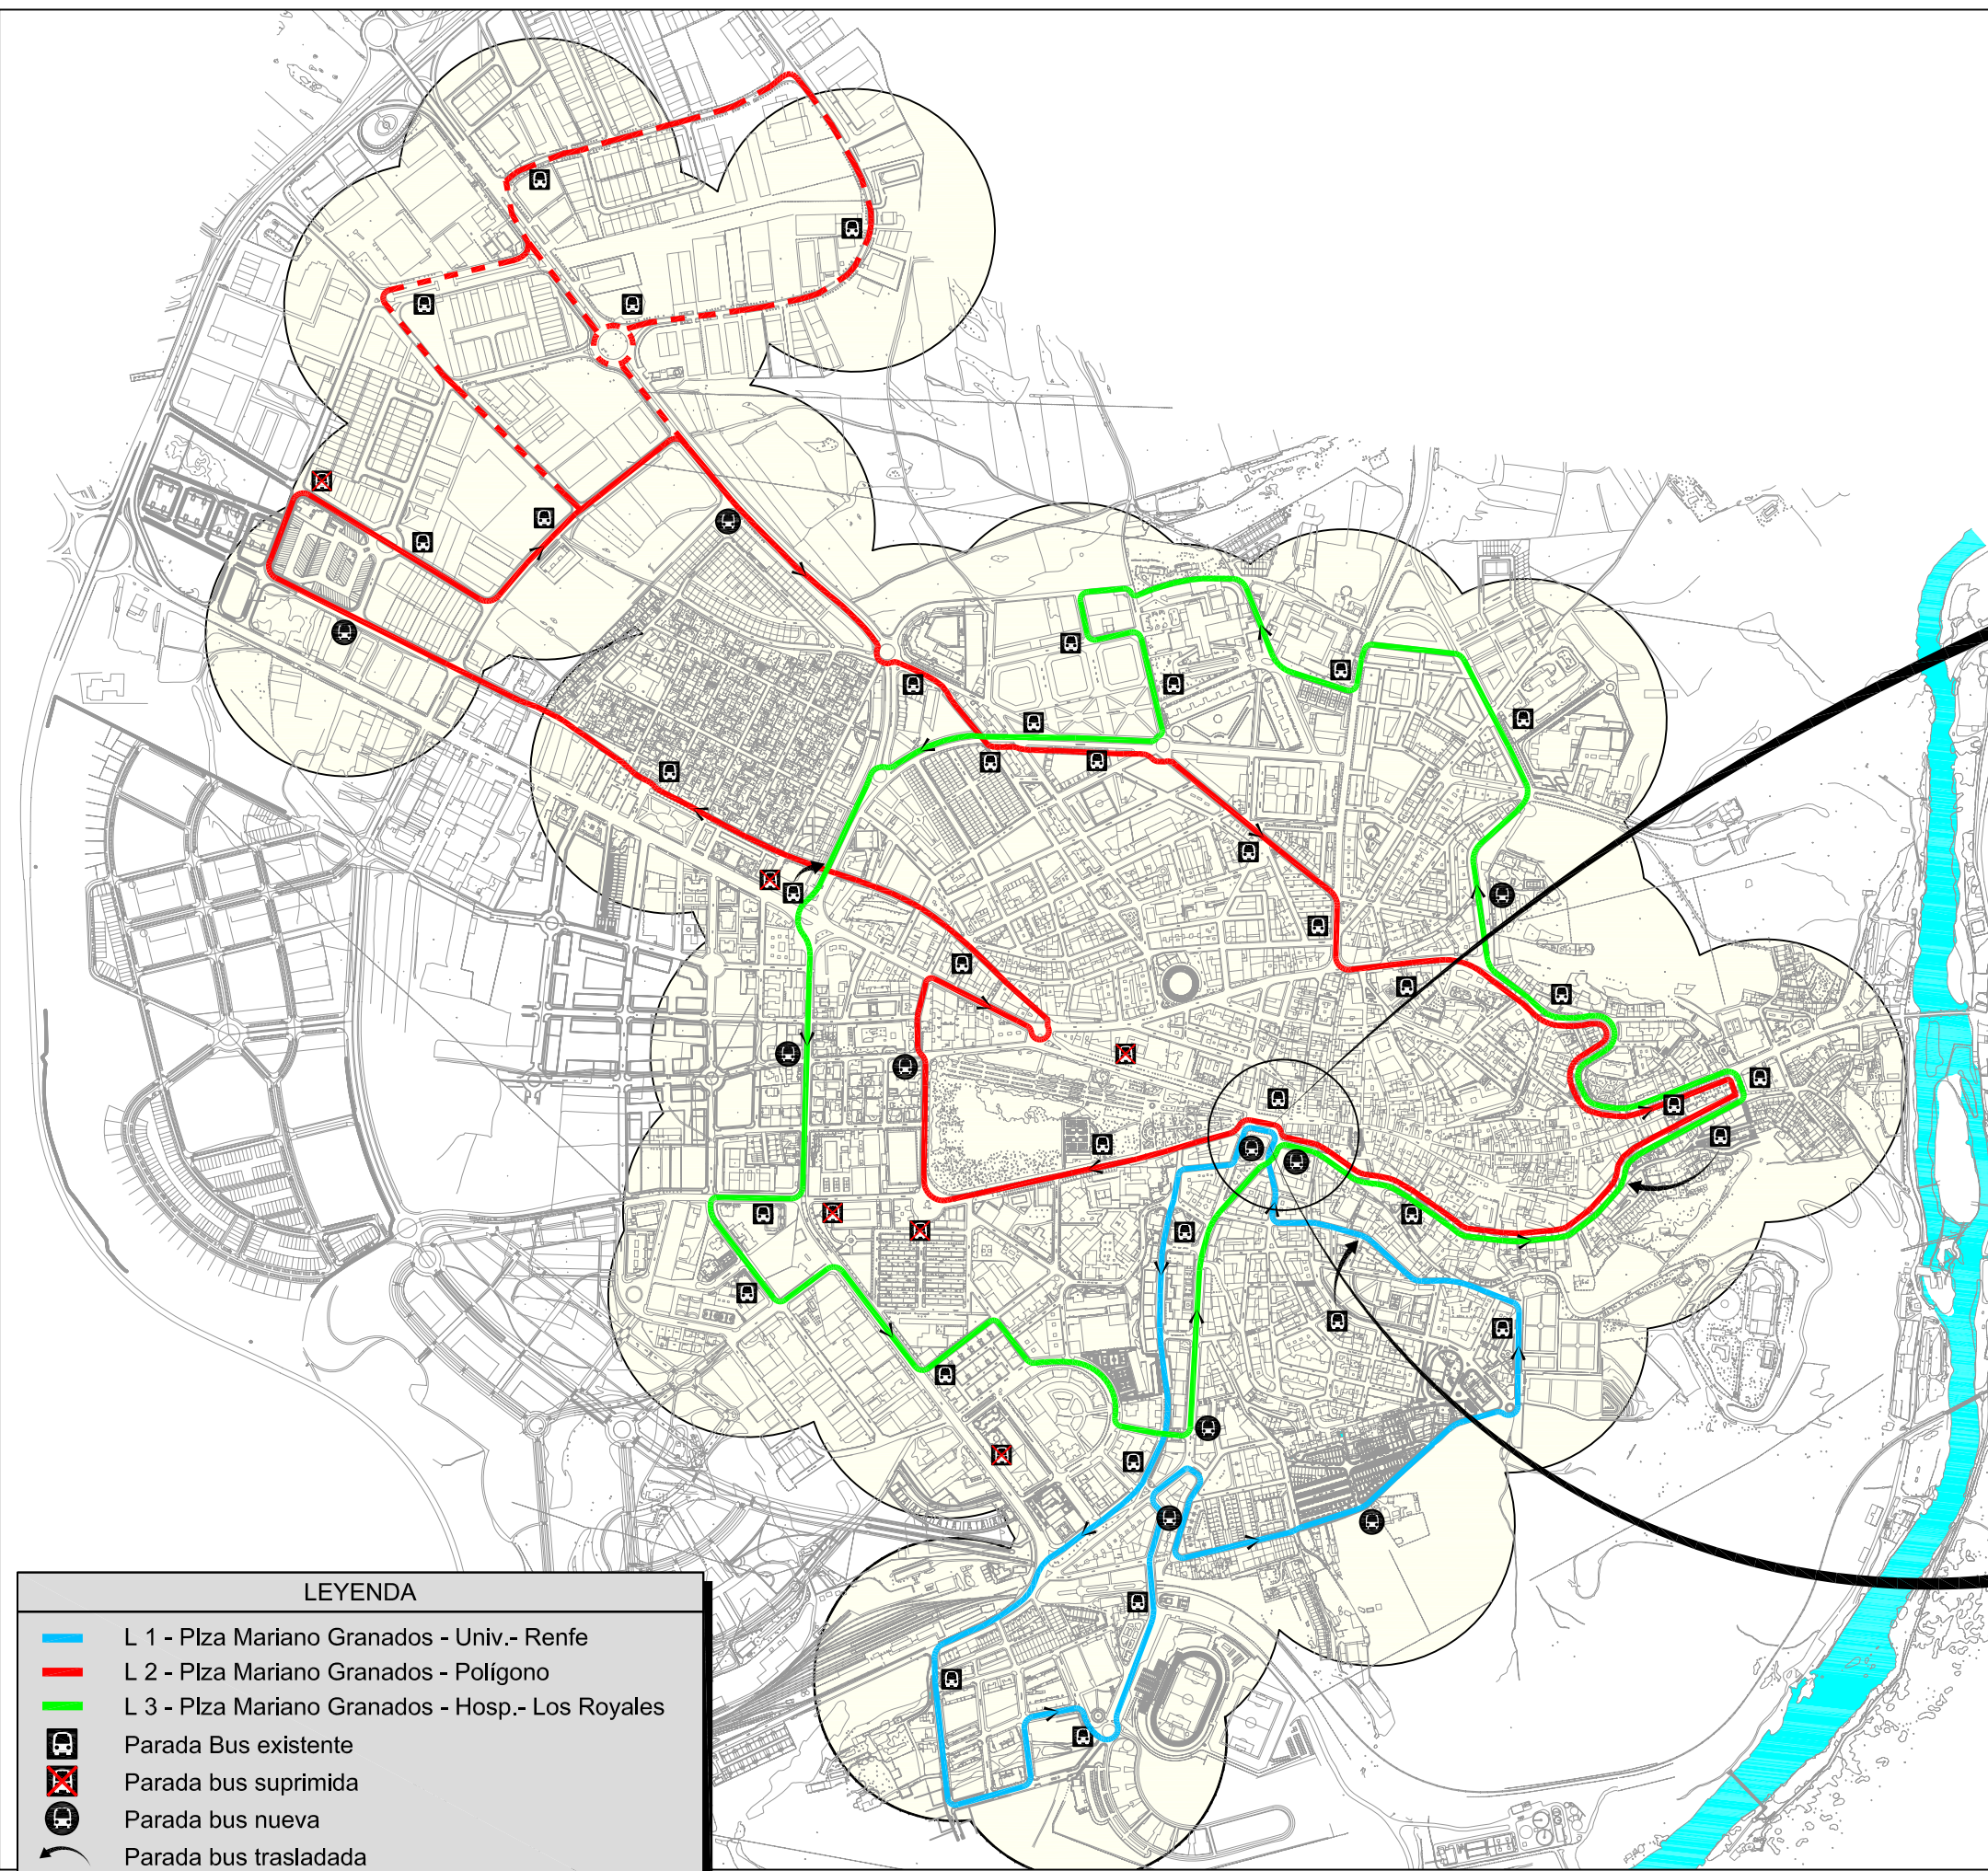 LEYENDA
L 1 - Plza Mariano Granados - Univ.- Renfe
L 2 - Plza Mariano Granados - Polígono
L 3 - Plza Mariano Granados - Hosp.- Los Royales
Parada Bus existente
Parada bus suprimida
Parada bus nueva
Parada bus trasladada